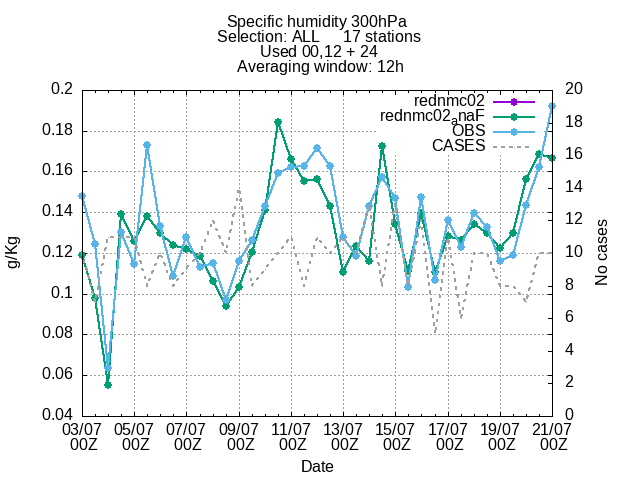 Specific humidity 300hPa
Selection: ALL 17 stations
Used 00,12 + 24
Averaging window: 12h
0.2
0.18
0.16
0.14
0.12
0.1
0.08
0.06
0.04
g/Kg
20
18
16
14
12
10
8
6
4
2
0
No cases
rednmc02
rednmc02_anaF
OBS
CASES
03/07 05/07 07/07 09/07 11/07 13/07 15/07 17/07 19/07 21/07
00Z 00Z 00Z 00Z 00Z 00Z 00Z 00Z 00Z 00Z
Date